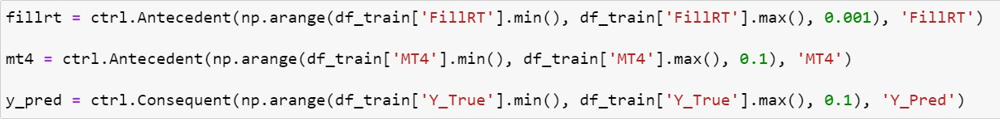 fillrt = ctrl.Antecedent(np.arange(df_train['FillRT'].min(), df_train['FillRT'].max(), 0.001), 'FillRT')
mt4 = ctrl.Antecedent(np.arange(df_train['MT4'].min(), df_train['MT4'].max(), 0.1), 'MT4')
y_pred = ctrl.Consequent(np.arange(df_train['Y_True'].min(), df_train['Y_True'].max(), 0.1), 'Y_Pred')